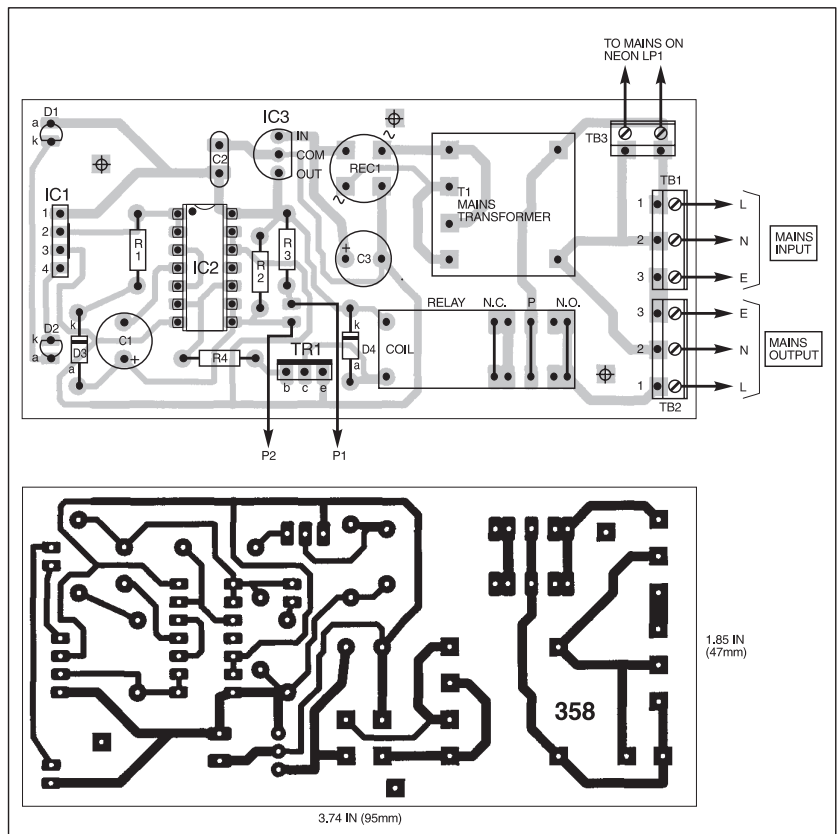 TO MAINS ON
NEON LP1
D1
a
k
IC3
IN
COM
OUT
C2
REC1
TB3
IC1
1
2
3
4
R1
IC2
R2
R3
+
C3
T1
MAINS
TRANSFORMER
TB1
1
L
2
N
3
E
MAINS
INPUT
D2
k
a
k
D3
a
C1
+
R4
TR1
b c e
k
D4
a
RELAY N.C. P N.O.
COIL
3
E
2
N
1
L
TB2
MAINS
OUTPUT
P2
P1
358
1.85 IN
(47mm)
3.74 IN (95mm)